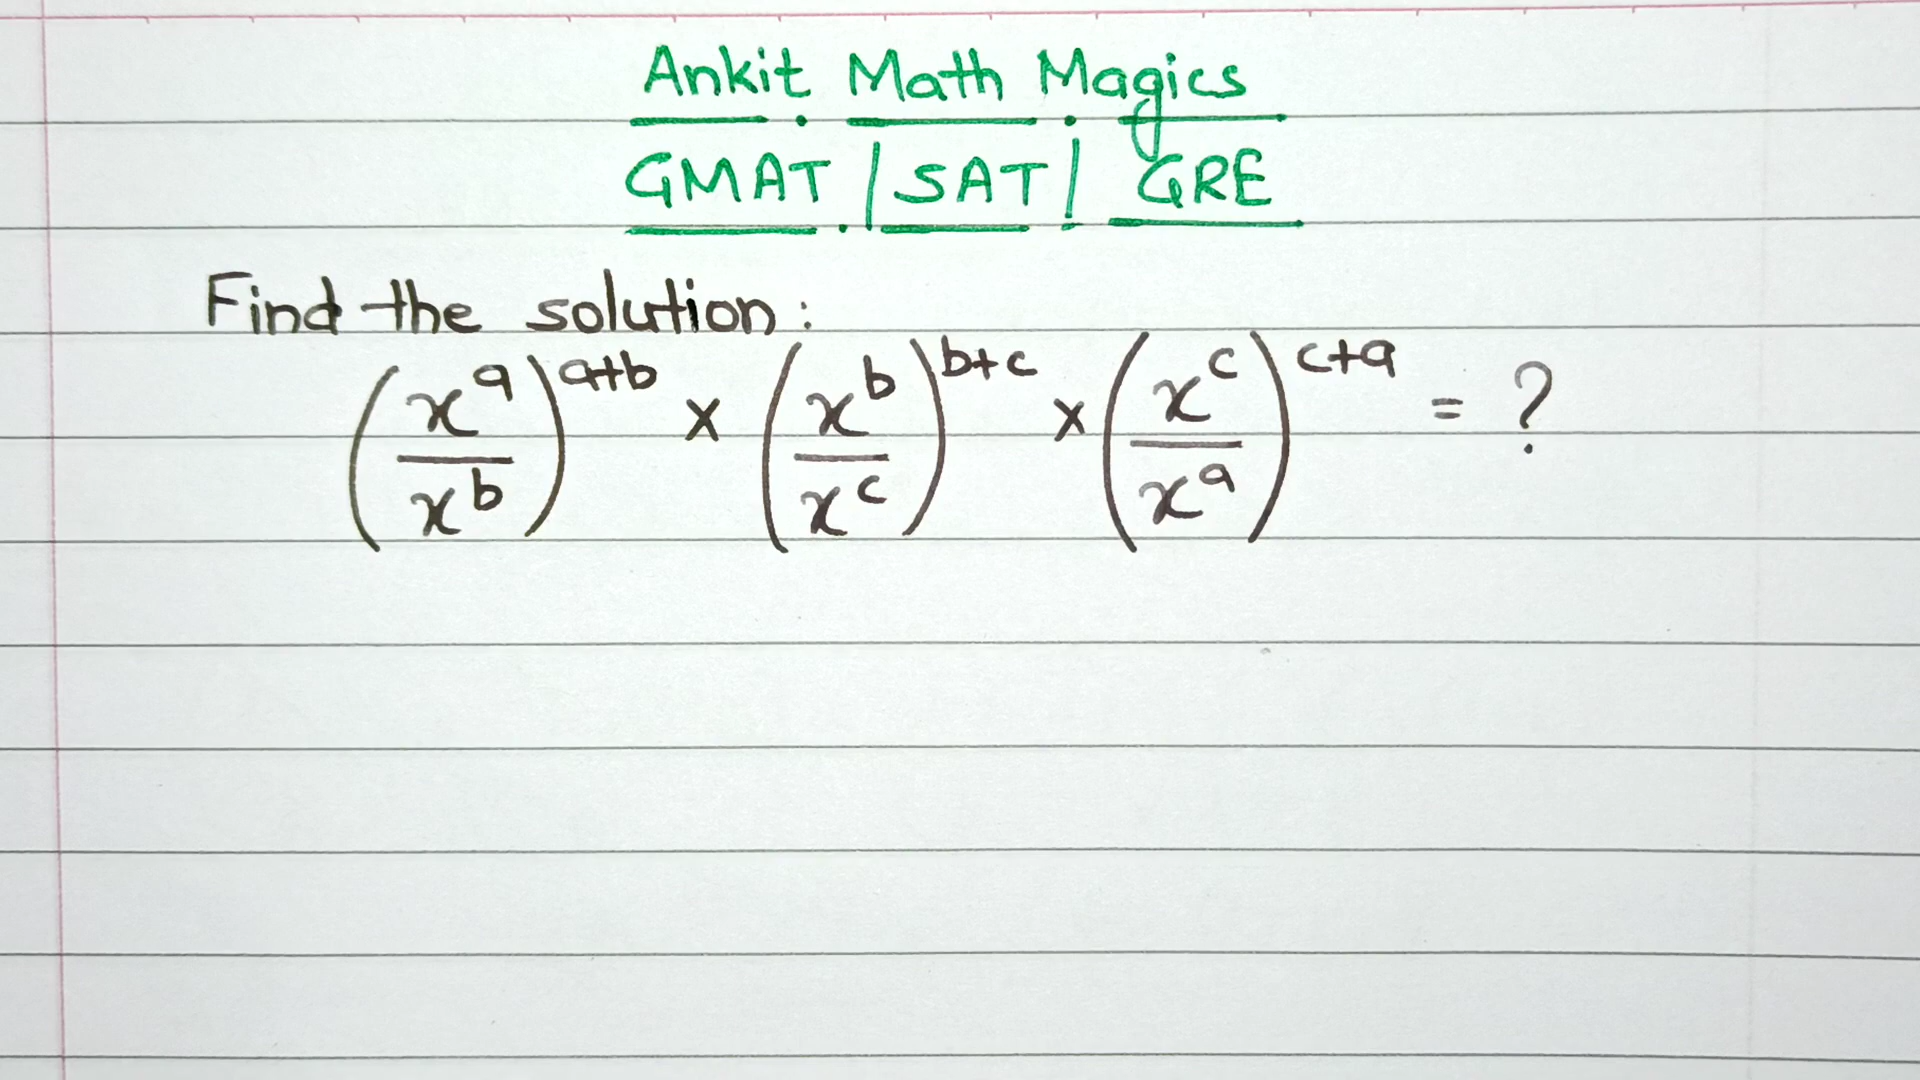 Ankit Math Magics
GMAT / SAT / GRE
Find the solution:
(x^a/x^b)^(a+b) × (x^b/x^c)^(b+c) × (x^c/x^a)^(c+a) = ?